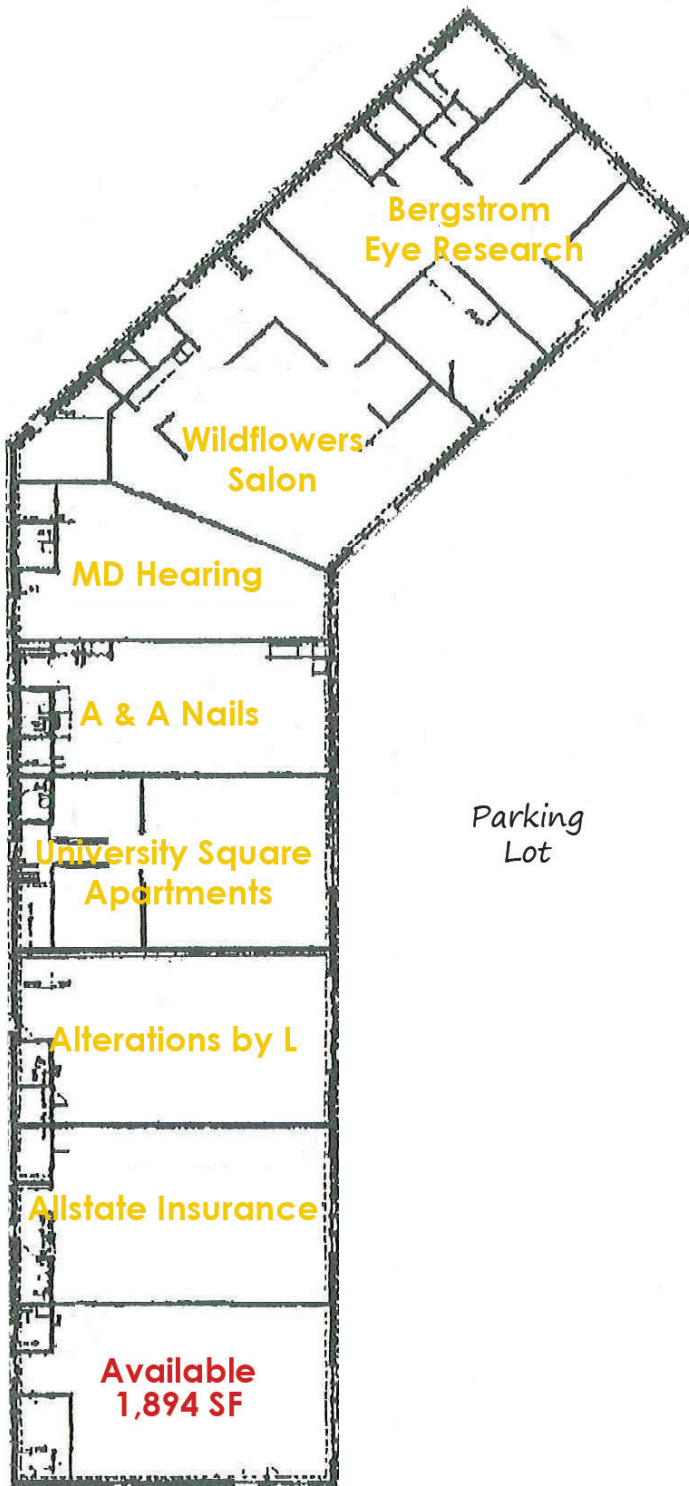 Bergstrom
Eye Research
Wildflowers
Salon
MD Hearing
A & A Nails
University Square
Apartments
Parking
Lot
Alterations by L
Allstate Insurance
Available
1,894 SF